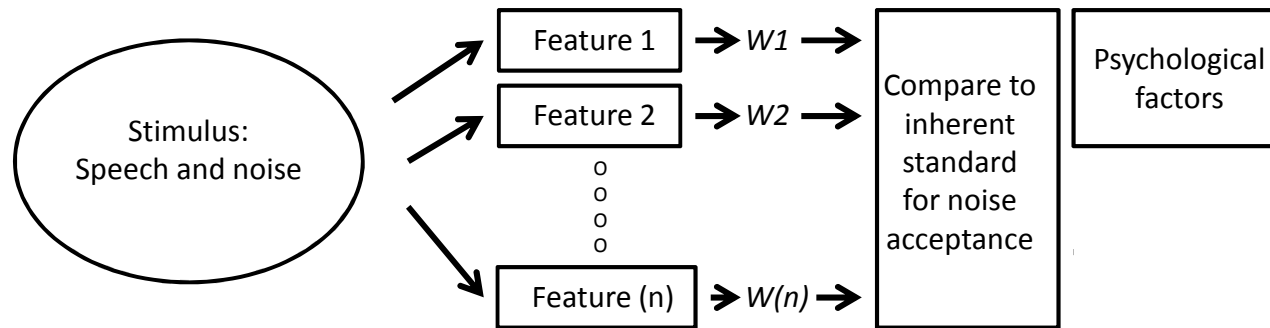 Stimulus:
Speech and noise
Feature 1
W1
Feature 2
W2
o
o
o
o
Feature (n)
W(n)
Compare to
inherent
standard
for noise
acceptance
Psychological
factors